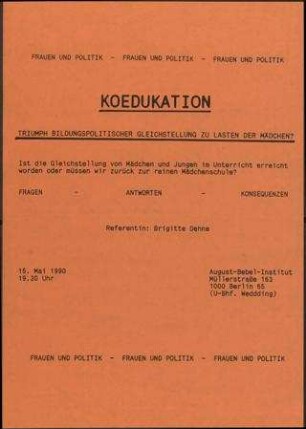 FRAUEN UND POLITIK - FRAUEN UND POLITIK - FRAUEN UND POLITIK
KOEDUKATION
TRIUMPH BILDUNGSPOLITISCHER GLEICHSTELLUNG ZU LASTEN DER MÄDCHEN?
Ist die Gleichstellung von Mädchen und Jungen im Unterricht erreicht
worden oder müssen wir zurück zur reinen Mädchenschule?
FRAGEN - ANTWORTEN - KONSEQUENZEN
Referentin: Brigitte Dehne
15. Mai 1990
19.30 Uhr
August-Bebel-Institut
Müllerstraße 163
1000 Berlin 65
(U-Bhf. Wedding)
FRAUEN UND POLITIK - FRAUEN UND POLITIK - FRAUEN UND POLITIK